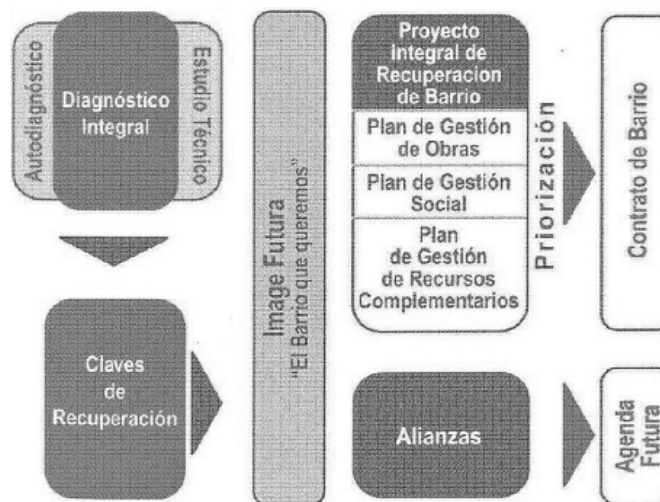 Autodiagnóstico
Diagnóstico
Integral
Estudio Técnico
Claves
de
Recuperación
Image Futura
"El Barrio que queremos"
Proyecto
Integral de
Recuperacion
de Barrio
Plan de Gestión
de Obras
Plan de Gestión
Social
Plan
de Gestión
de Recursos
Complementarios
Priorización
Contrato de Barrio
Alianzas
Agenda
Futura